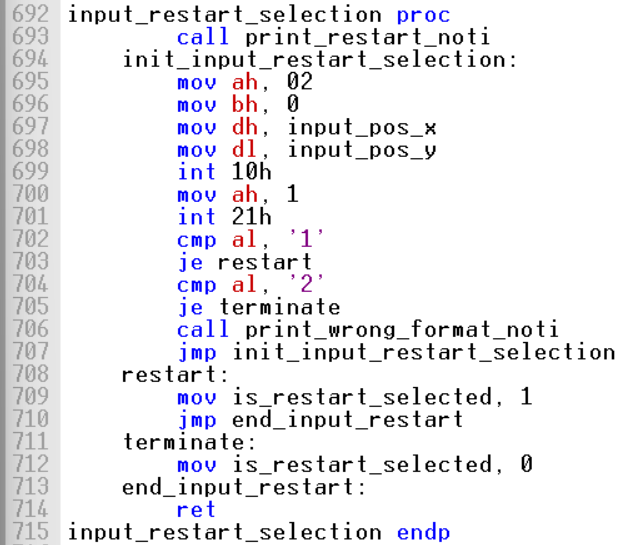 692 input_restart_selection proc
693         call print_restart_noti
694     init_input_restart_selection:
695         mov ah, 02
696         mov bh, 0
697         mov dh, input_pos_x
698         mov dl, input_pos_y
699         int 10h
700         mov ah, 1
701         int 21h
702         cmp al, '1'
703         je restart
704         cmp al, '2'
705         je terminate
706         call print_wrong_format_noti
707         jmp init_input_restart_selection
708     restart:
709         mov is_restart_selected, 1
710         jmp end_input_restart
711     terminate:
712         mov is_restart_selected, 0
713     end_input_restart:
714         ret
715 input_restart_selection endp